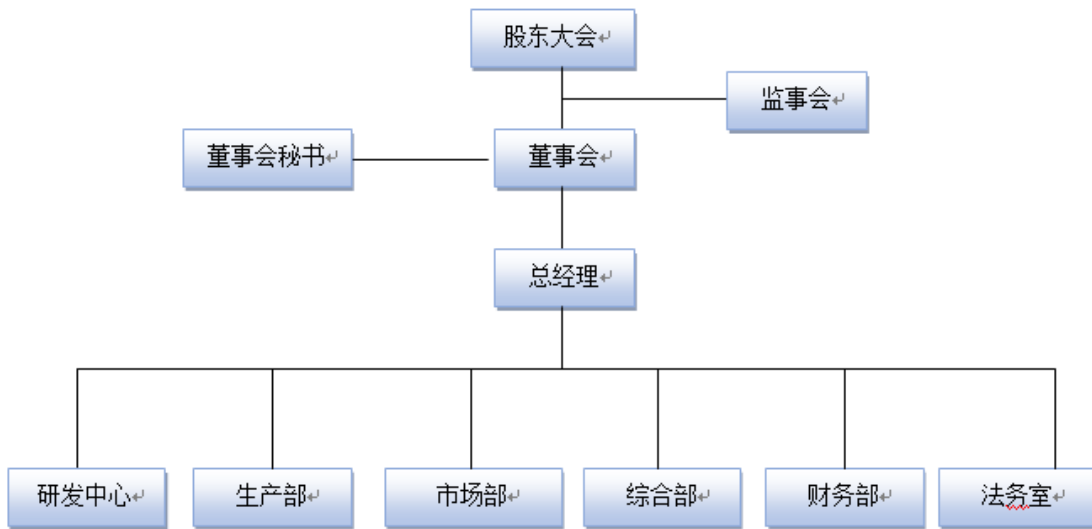 股东大会
监事会
董事会秘书
董事会
总经理
研发中心
生产部
市场部
综合部
财务部
法务室